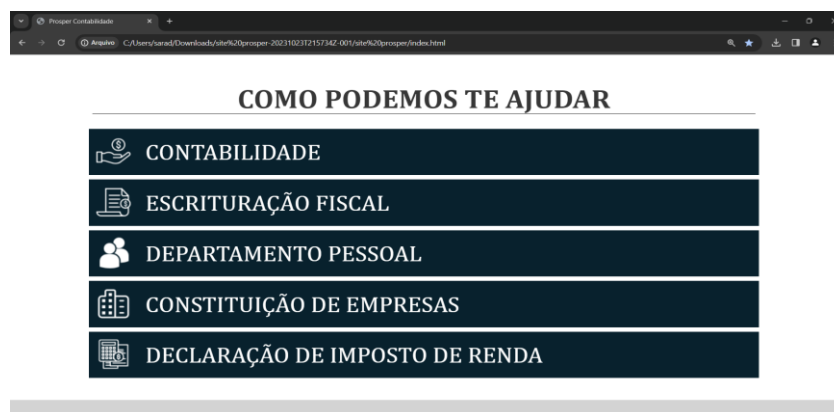 Prosper Contabilidade
Arquivo C:/Users/sarad/Downloads/site%20prosper-20231023T215734Z-001/site%20prosper/index.html
COMO PODEMOS TE AJUDAR
CONTABILIDADE
ESCRITURAÇÃO FISCAL
DEPARTAMENTO PESSOAL
CONSTITUIÇÃO DE EMPRESAS
DECLARAÇÃO DE IMPOSTO DE RENDA